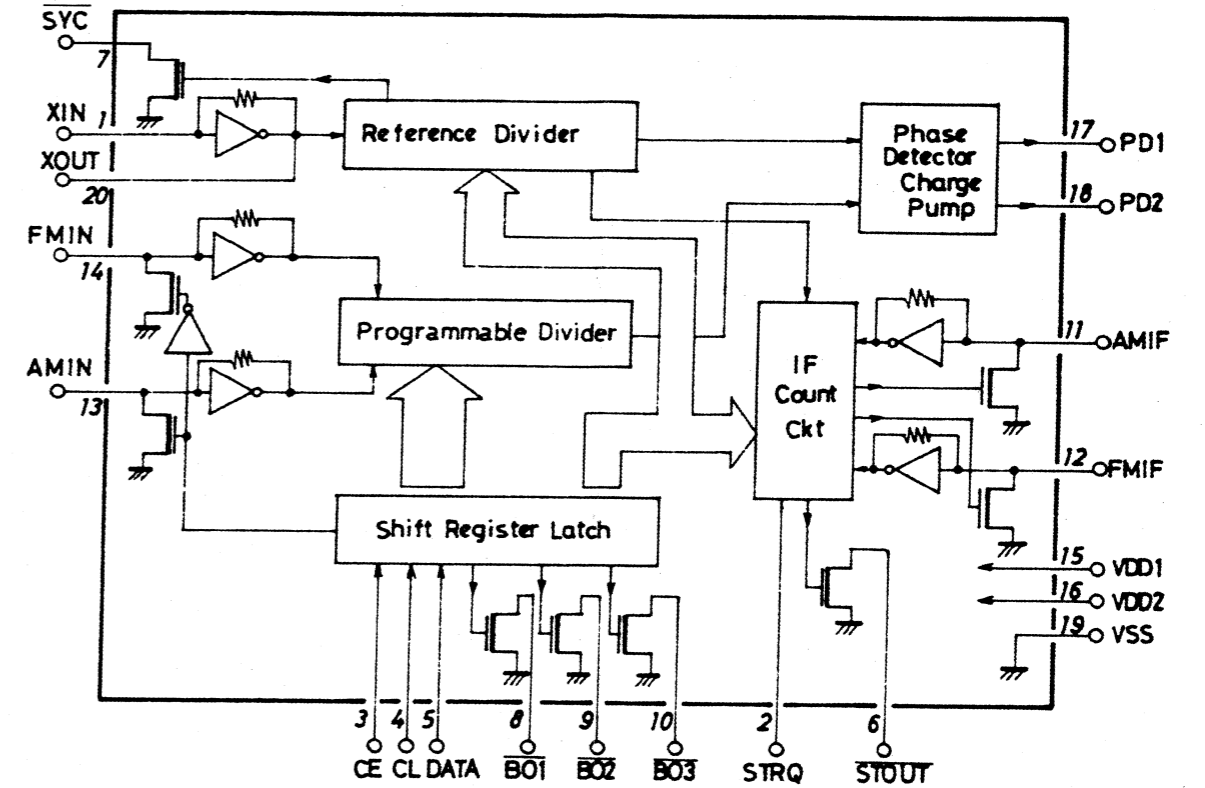 SYC
7
XIN
1
XOUT
20
FMIN
14
AMIN
13
Reference Divider
Programmable Divider
Shift Register Latch
Phase
Detector
Charge
Pump
IF
Count
Ckt
17
PD1
18
PD2
11
AMIF
12
FMIF
15
VDD1
16
VDD2
19
VSS
3
4
5
8
9
10
2
6
CE
CL
DATA
BO1
BO2
BO3
STRQ
STOUT